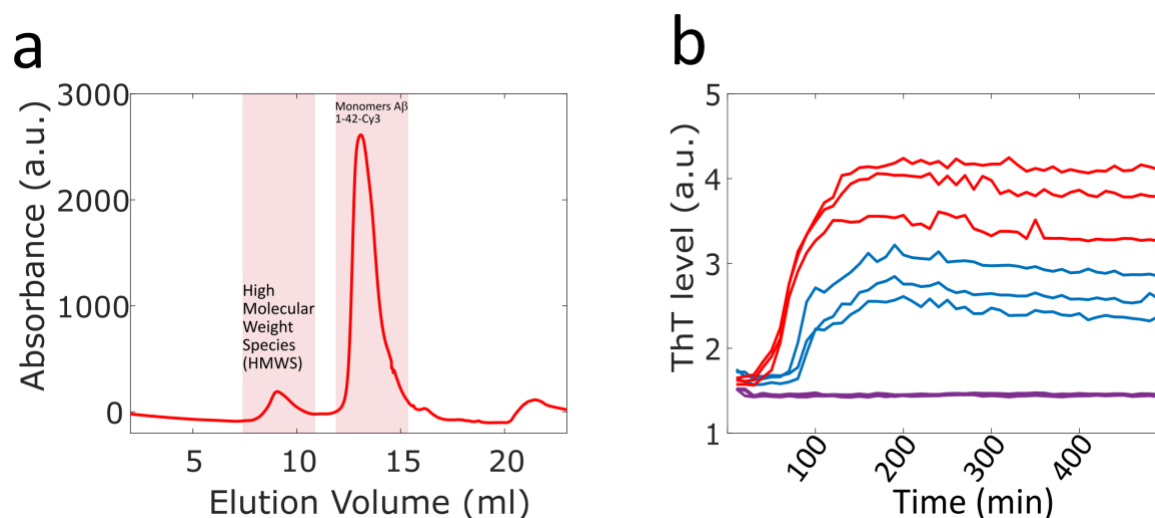 a
3000
2000
1000
0
Absorbance (a.u.)
Monomers Aβ
1-42-Cy3
High
Molecular
Weight
Species
(HMWS)
5
10
15
20
Elution Volume (ml)
b
5
4
3
2
1
ThT level (a.u.)
100
200
300
400
Time (min)